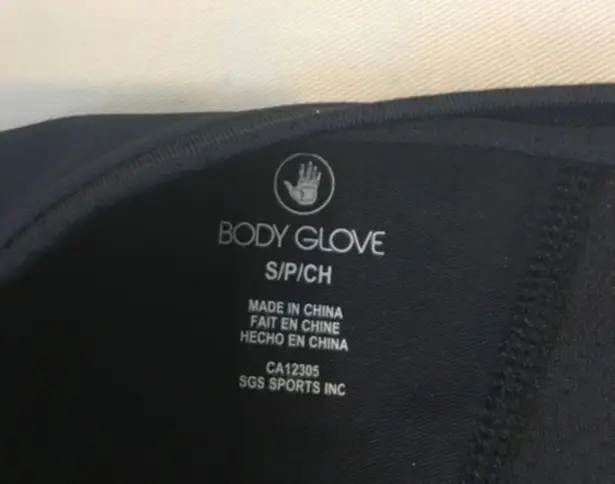 BODY GLOVE
S/P/CH
MADE IN CHINA
FAIT EN CHINE
HECHO EN CHINA
CA12305
SGS SPORTS INC